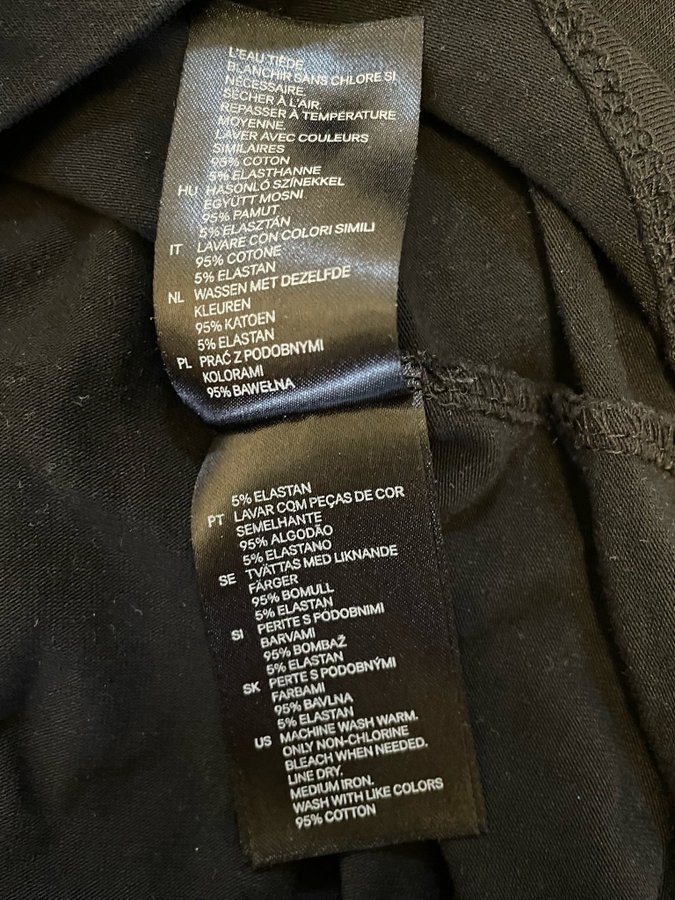 L'EAU TIÈDE
BLANCHIR SANS CHLORE SI
NÉCESSAIRE.
SÉCHER À L'AIR.
REPASSER À TEMPÉRATURE
MOYENNE.
LAVER AVEC COULEURS
SIMILAIRES
95% COTON
5% ÉLASTHANNE
HU HASONLÓ SZÍNEKKEL
EGYÜTT MOSNI
95% PAMUT
5% ELASZTÁN
IT LAVARE CON COLORI SIMILI
95% COTONE
5% ELASTAN
NL WASSEN MET DEZELFDE
KLEUREN
95% KATOEN
5% ELASTAN
PL PRAĆ Z PODOBNYMI
KOLORAMI
95% BAWEŁNA
5% ELASTAN
PT LAVAR COM PEÇAS DE COR
SEMELHANTE
95% ALGODÃO
5% ELASTANO
SE TVÄTTAS MED LIKNANDE
FÄRGER
95% BOMULL
5% ELASTAN
SI PERITE S PODOBNIMI
BARVAMI
95% BOMBAŽ
5% ELASTAN
SK PERTE S PODOBNÝMI
FARBAMI
95% BAVLNA
5% ELASTAN
US MACHINE WASH WARM.
ONLY NON-CHLORINE
BLEACH WHEN NEEDED.
LINE DRY.
MEDIUM IRON.
WASH WITH LIKE COLORS
95% COTTON